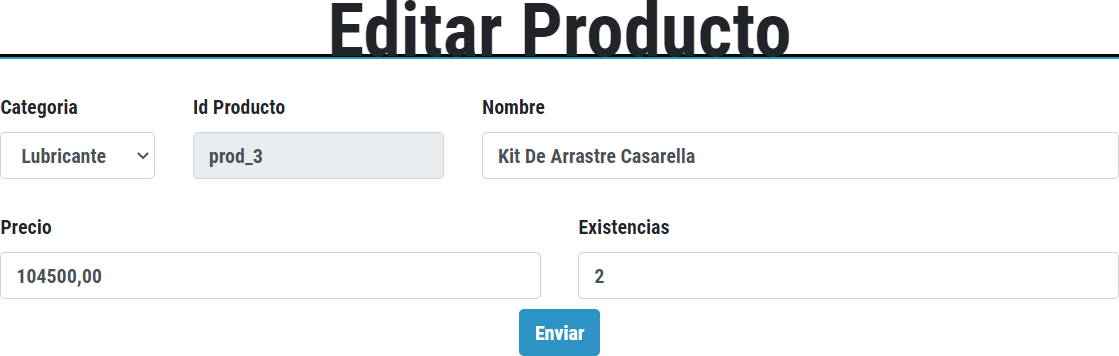 Editar Producto
Categoria Id Producto Nombre
Lubricante prod_3 Kit De Arrastre Casarella
Precio Existencias
104500,00 2
Enviar